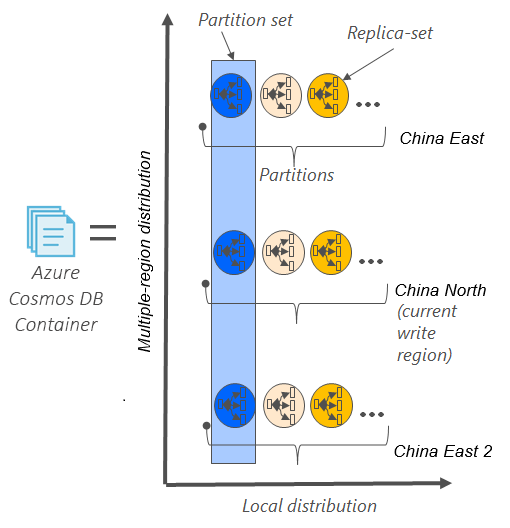 Partition set
Replica-set
China East
Partitions
Multiple-region distribution
=
Azure
Cosmos DB
Container
China North
(current
write
region)
China East 2
Local distribution